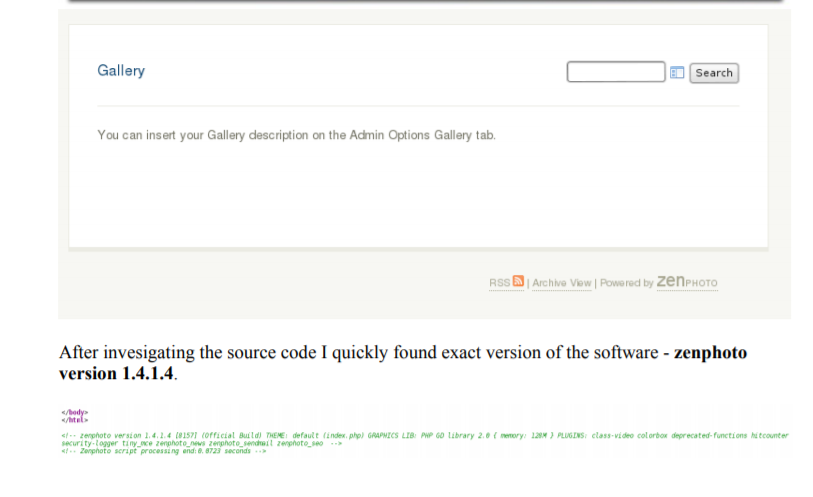 Gallery
Search
You can insert your Gallery description on the Admin Options Gallery tab.
RSS | Archive View | Powered by zenPHOTO
After invesigating the source code I quickly found exact version of the software - zenphoto
version 1.4.1.4.
</body>
</html>
<!-- zenphoto version 1.4.1.4 [8157] (Official Build) THEME: default (index.php) GRAPHICS LIB: PHP GD library 2.0 { memory: 128M } PLUGINS: class-video colorbox deprecated-functions hitcounter
security-logger tiny_mce zenphoto_news zenphoto_sendmail zenphoto_seo -->
<!-- Zenphoto script processing end:0.0723 seconds -->